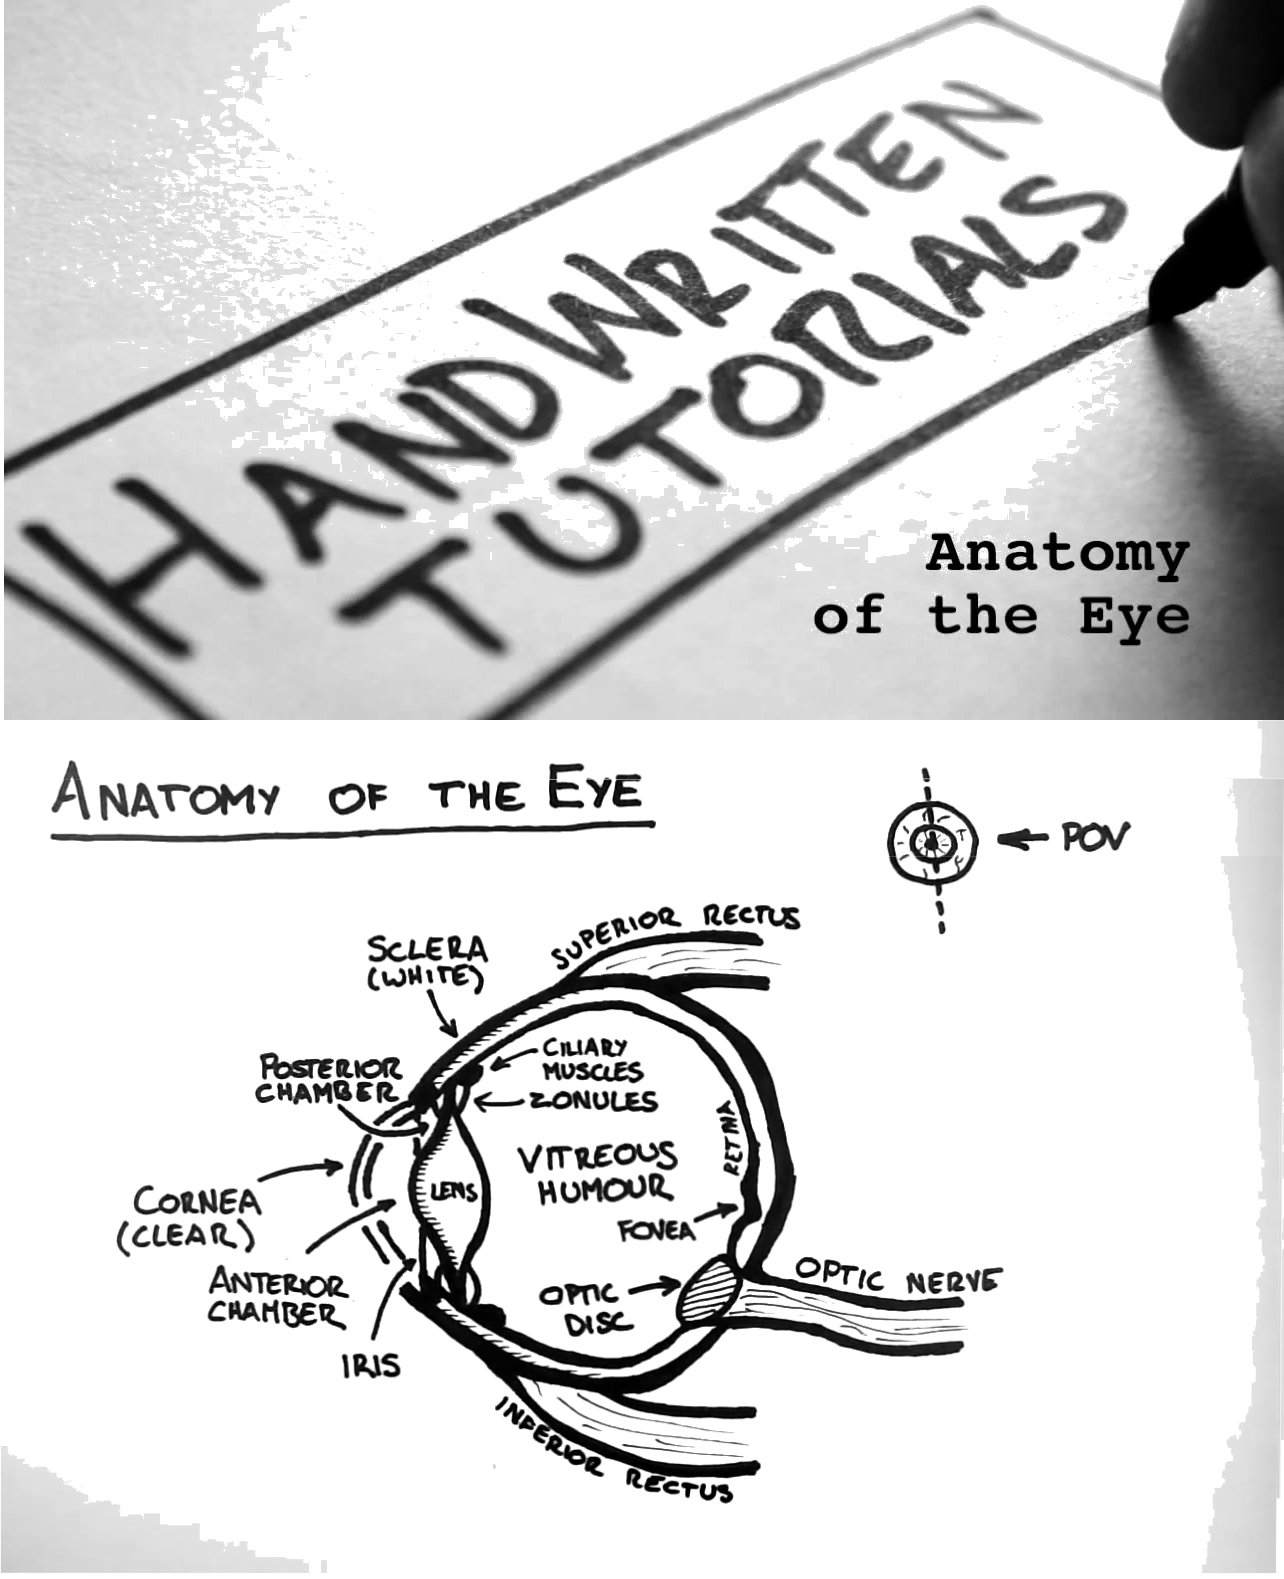 HANDWRITTEN
TUTORIALS
Anatomy
of the Eye
ANATOMY OF THE EYE
POV
SUPERIOR RECTUS
SCLERA
(WHITE)
CILIARY
MUSCLES
POSTERIOR
CHAMBER
ZONULES
RETINA
VITREOUS
HUMOUR
LENS
CORNEA
(CLEAR)
FOVEA
ANTERIOR
CHAMBER
OPTIC NERVE
OPTIC
DISC
IRIS
INFERIOR RECTUS